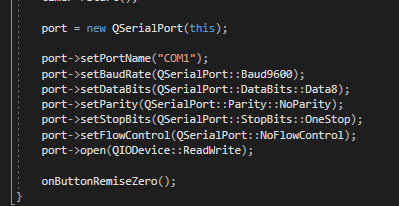 port = new QSerialPort(this);
port->setPortName("COM1");
port->setBaudRate(QSerialPort::Baud9600);
port->setDataBits(QSerialPort::DataBits::Data8);
port->setParity(QSerialPort::Parity::NoParity);
port->setStopBits(QSerialPort::StopBits::OneStop);
port->setFlowControl(QSerialPort::NoFlowControl);
port->open(QIODevice::ReadWrite);
onButtonRemiseZero();
}